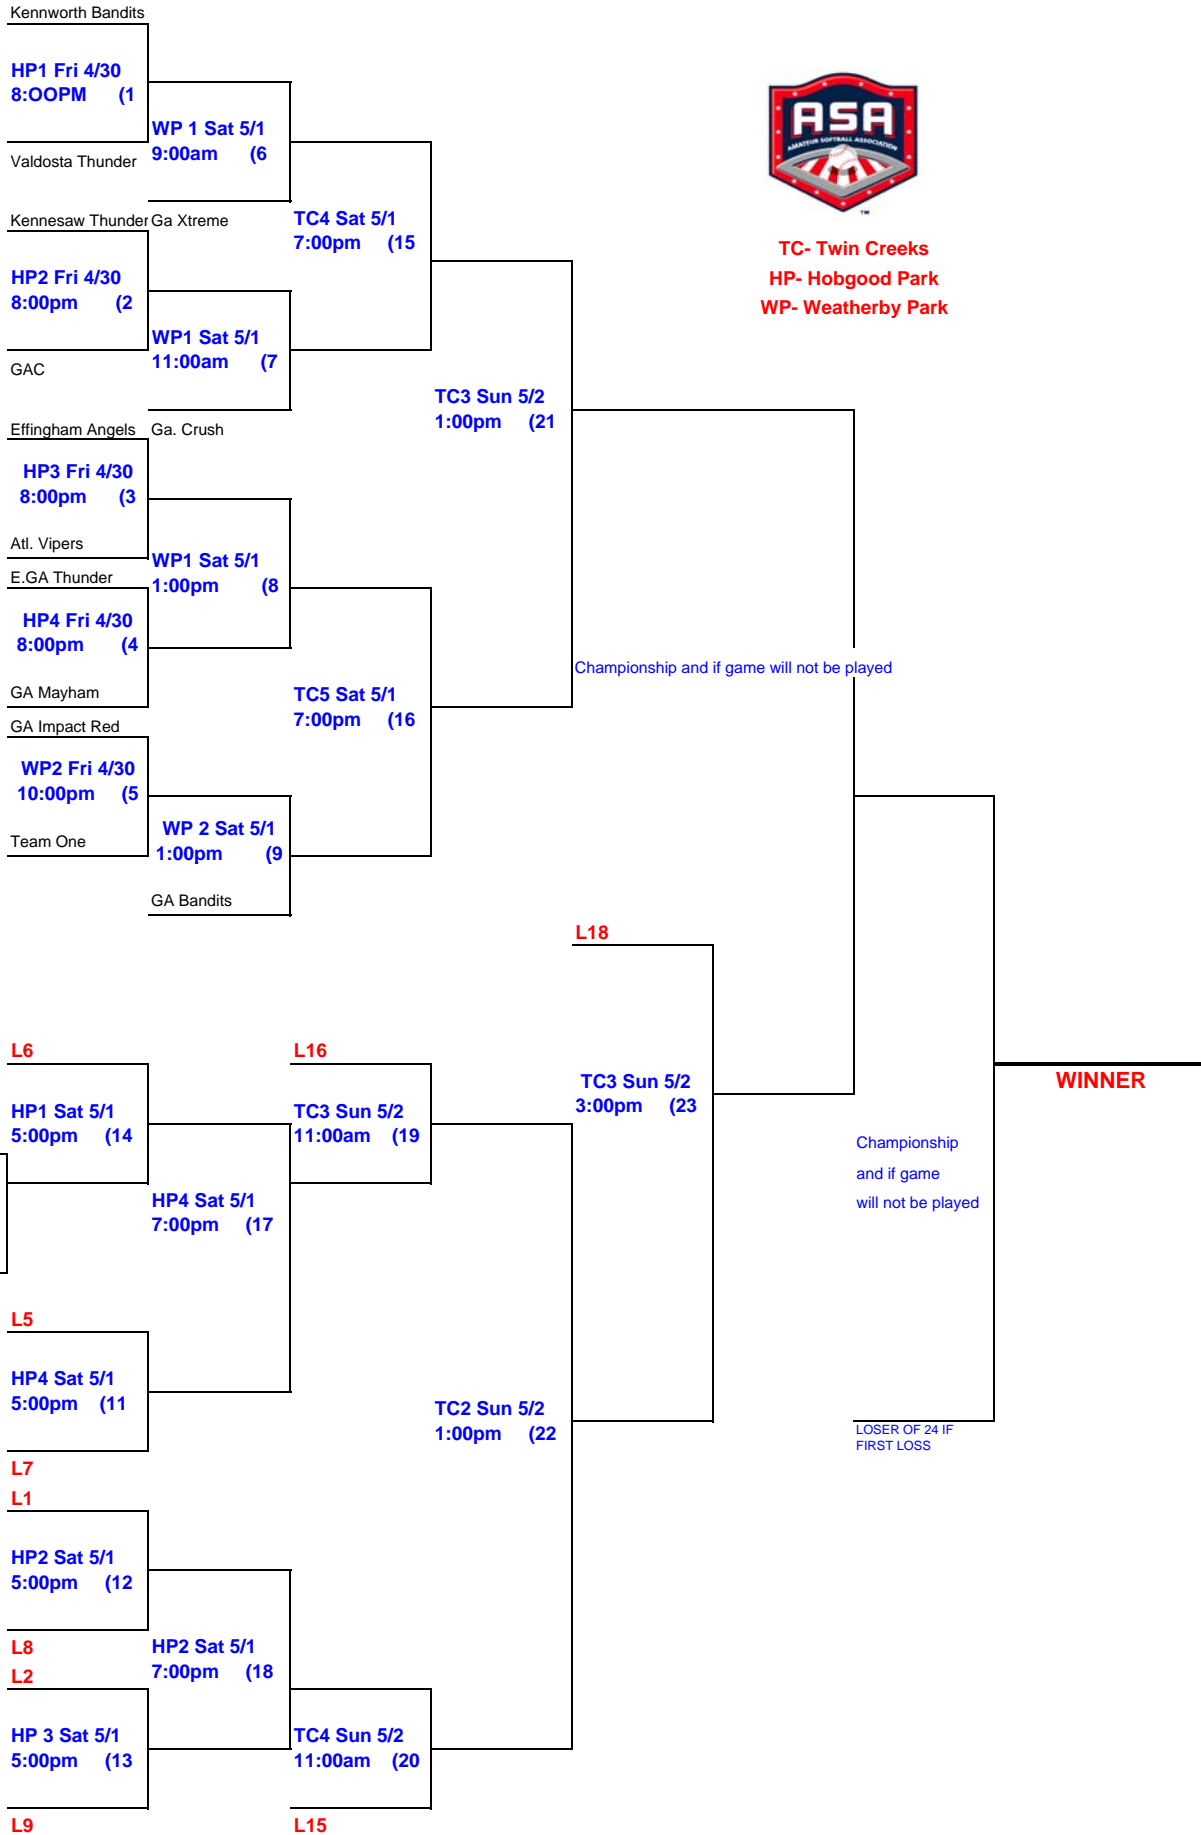 Kennworth Bandits
HP1 Fri 4/30
8:OOPM (1
WP 1 Sat 5/1
9:00am (6
Valdosta Thunder
Kennesaw Thunder
Ga Xtreme
TC4 Sat 5/1
7:00pm (15
HP2 Fri 4/30
8:00pm (2
WP1 Sat 5/1
11:00am (7
GAC
TC3 Sun 5/2
1:00pm (21
Effingham Angels
Ga. Crush
HP3 Fri 4/30
8:00pm (3
Atl. Vipers
WP1 Sat 5/1
1:00pm (8
E.GA Thunder
HP4 Fri 4/30
8:00pm (4
Championship and if game will not be played
GA Mayham
TC5 Sat 5/1
7:00pm (16
GA Impact Red
WP2 Fri 4/30
10:00pm (5
Team One
WP 2 Sat 5/1
1:00pm (9
GA Bandits
ASA
AMATEUR SOFTBALL ASSOCIATION
TM
TC- Twin Creeks
HP- Hobgood Park
WP- Weatherby Park
L18
L6
L16
TC3 Sun 5/2
3:00pm (23
WINNER
HP1 Sat 5/1
5:00pm (14
TC3 Sun 5/2
11:00am (19
Championship
and if game
will not be played
HP4 Sat 5/1
7:00pm (17
L5
HP4 Sat 5/1
5:00pm (11
TC2 Sun 5/2
1:00pm (22
LOSER OF 24 IF
FIRST LOSS
L7
L1
HP2 Sat 5/1
5:00pm (12
L8
HP2 Sat 5/1
7:00pm (18
L2
HP 3 Sat 5/1
5:00pm (13
TC4 Sun 5/2
11:00am (20
L9
L15